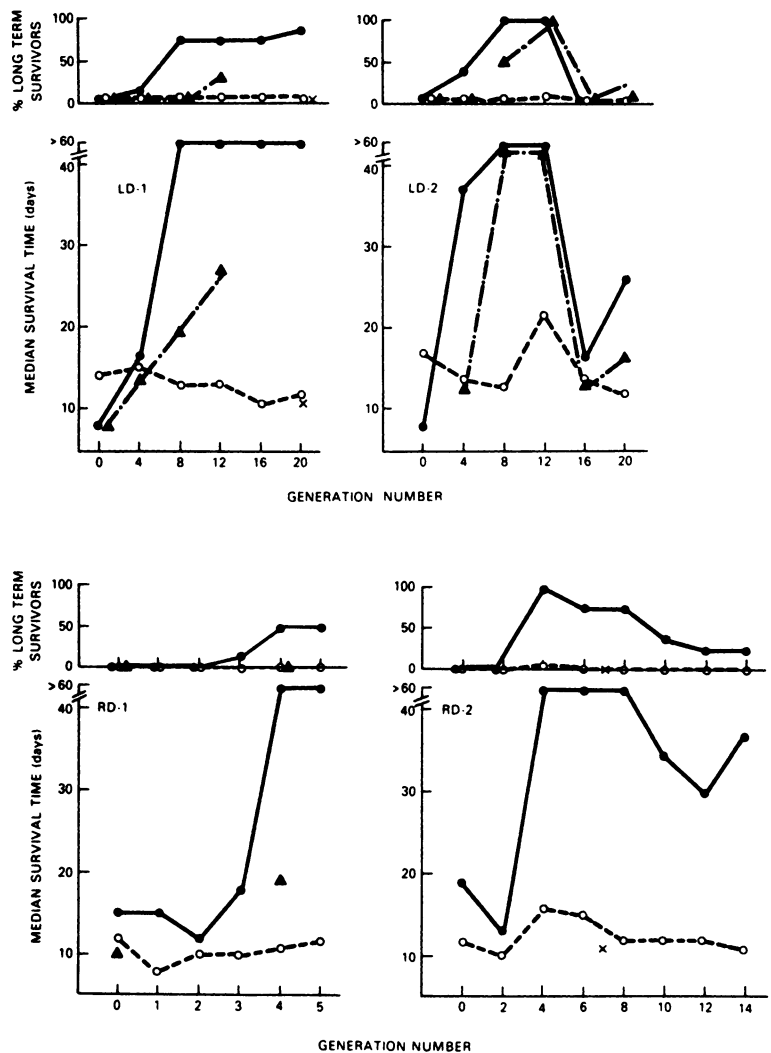 % LONG TERM
SURVIVORS
100
50
0
100
50
0
MEDIAN SURVIVAL TIME (days)
>60
40
30
20
10
LD-1
0 4 8 12 16 20
>60
40
30
20
10
LD-2
0 4 8 12 16 20
GENERATION NUMBER
% LONG TERM
SURVIVORS
100
50
0
100
50
0
MEDIAN SURVIVAL TIME (days)
>60
40
30
20
10
RD-1
0 1 2 3 4 5
>60
40
30
20
10
RD-2
0 2 4 6 8 10 12 14
GENERATION NUMBER